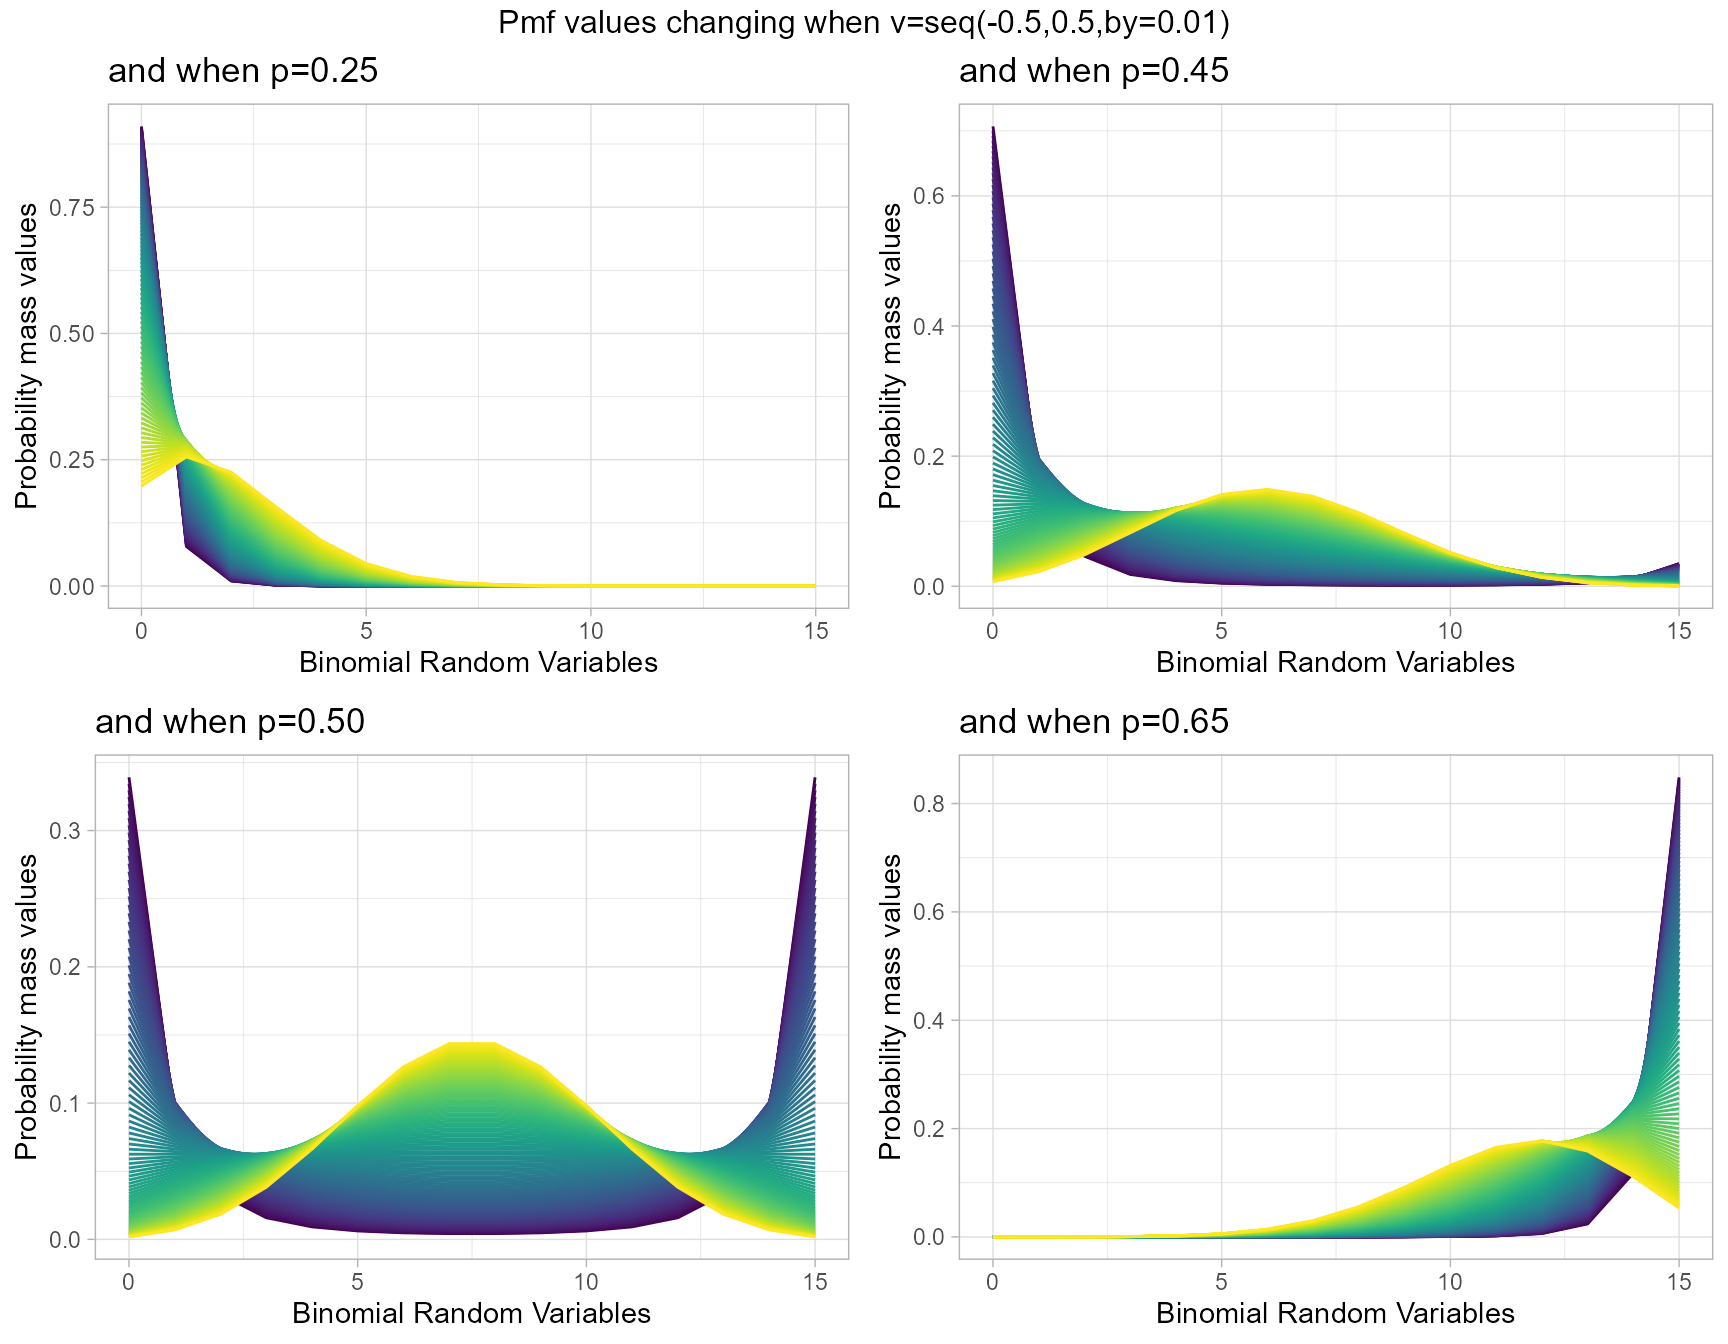 Pmf values changing when v=seq(-0.5,0.5,by=0.01)
and when p=0.25
Probability mass values
0.75
0.50
0.25
0.00
0 5 10 15
Binomial Random Variables
and when p=0.45
Probability mass values
0.6
0.4
0.2
0.0
0 5 10 15
Binomial Random Variables
and when p=0.50
Probability mass values
0.3
0.2
0.1
0.0
0 5 10 15
Binomial Random Variables
and when p=0.65
Probability mass values
0.8
0.6
0.4
0.2
0.0
0 5 10 15
Binomial Random Variables